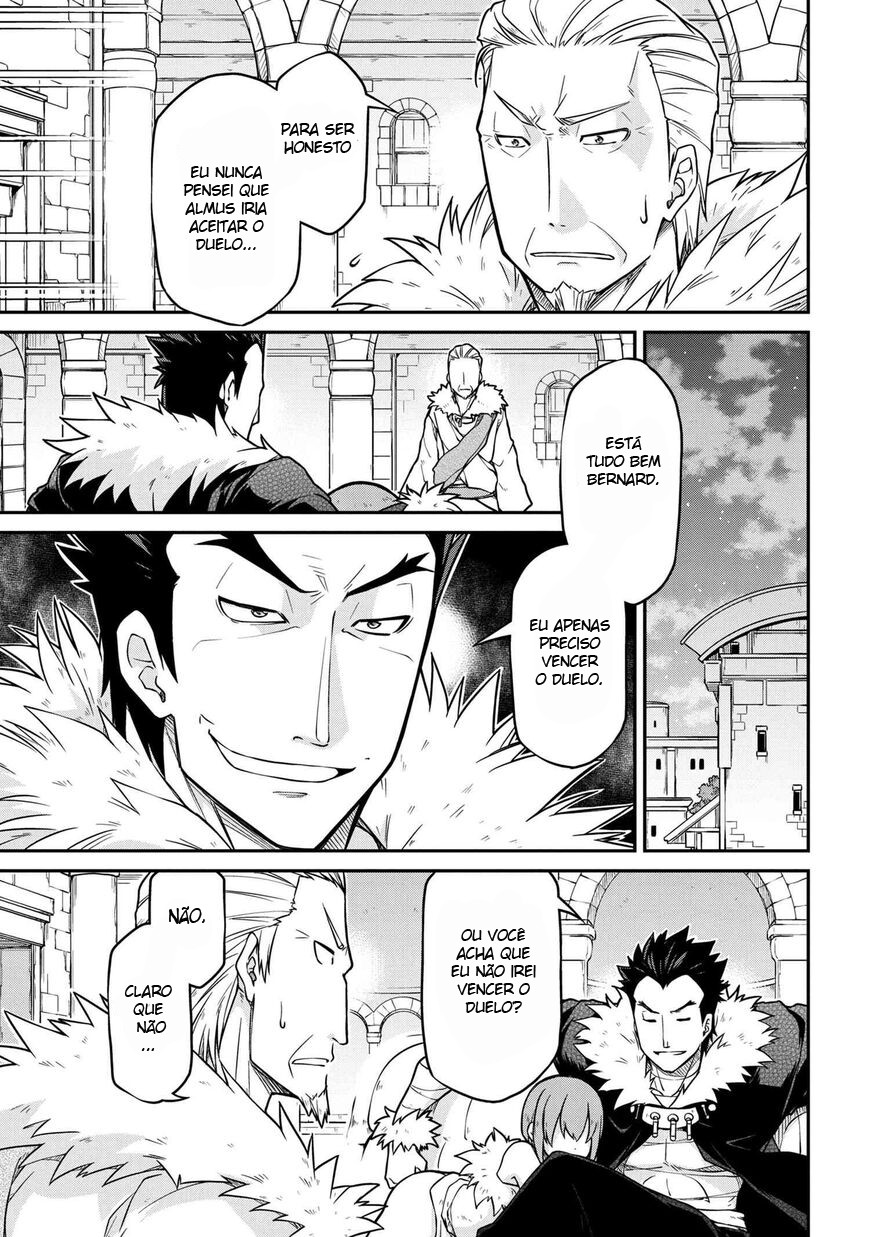 PARA SER
HONESTO
EU NUNCA
PENSEI QUE
ALMUS IRIA
ACEITAR O
DUELO...
ESTÁ
TUDO BEM
BERNARD.
EU APENAS
PRECISO
VENCER
O DUELO.
OU VOCÊ
ACHA QUE
EU NÃO IREI
VENCER O
DUELO?
NÃO.
CLARO
QUE
NÃO
...